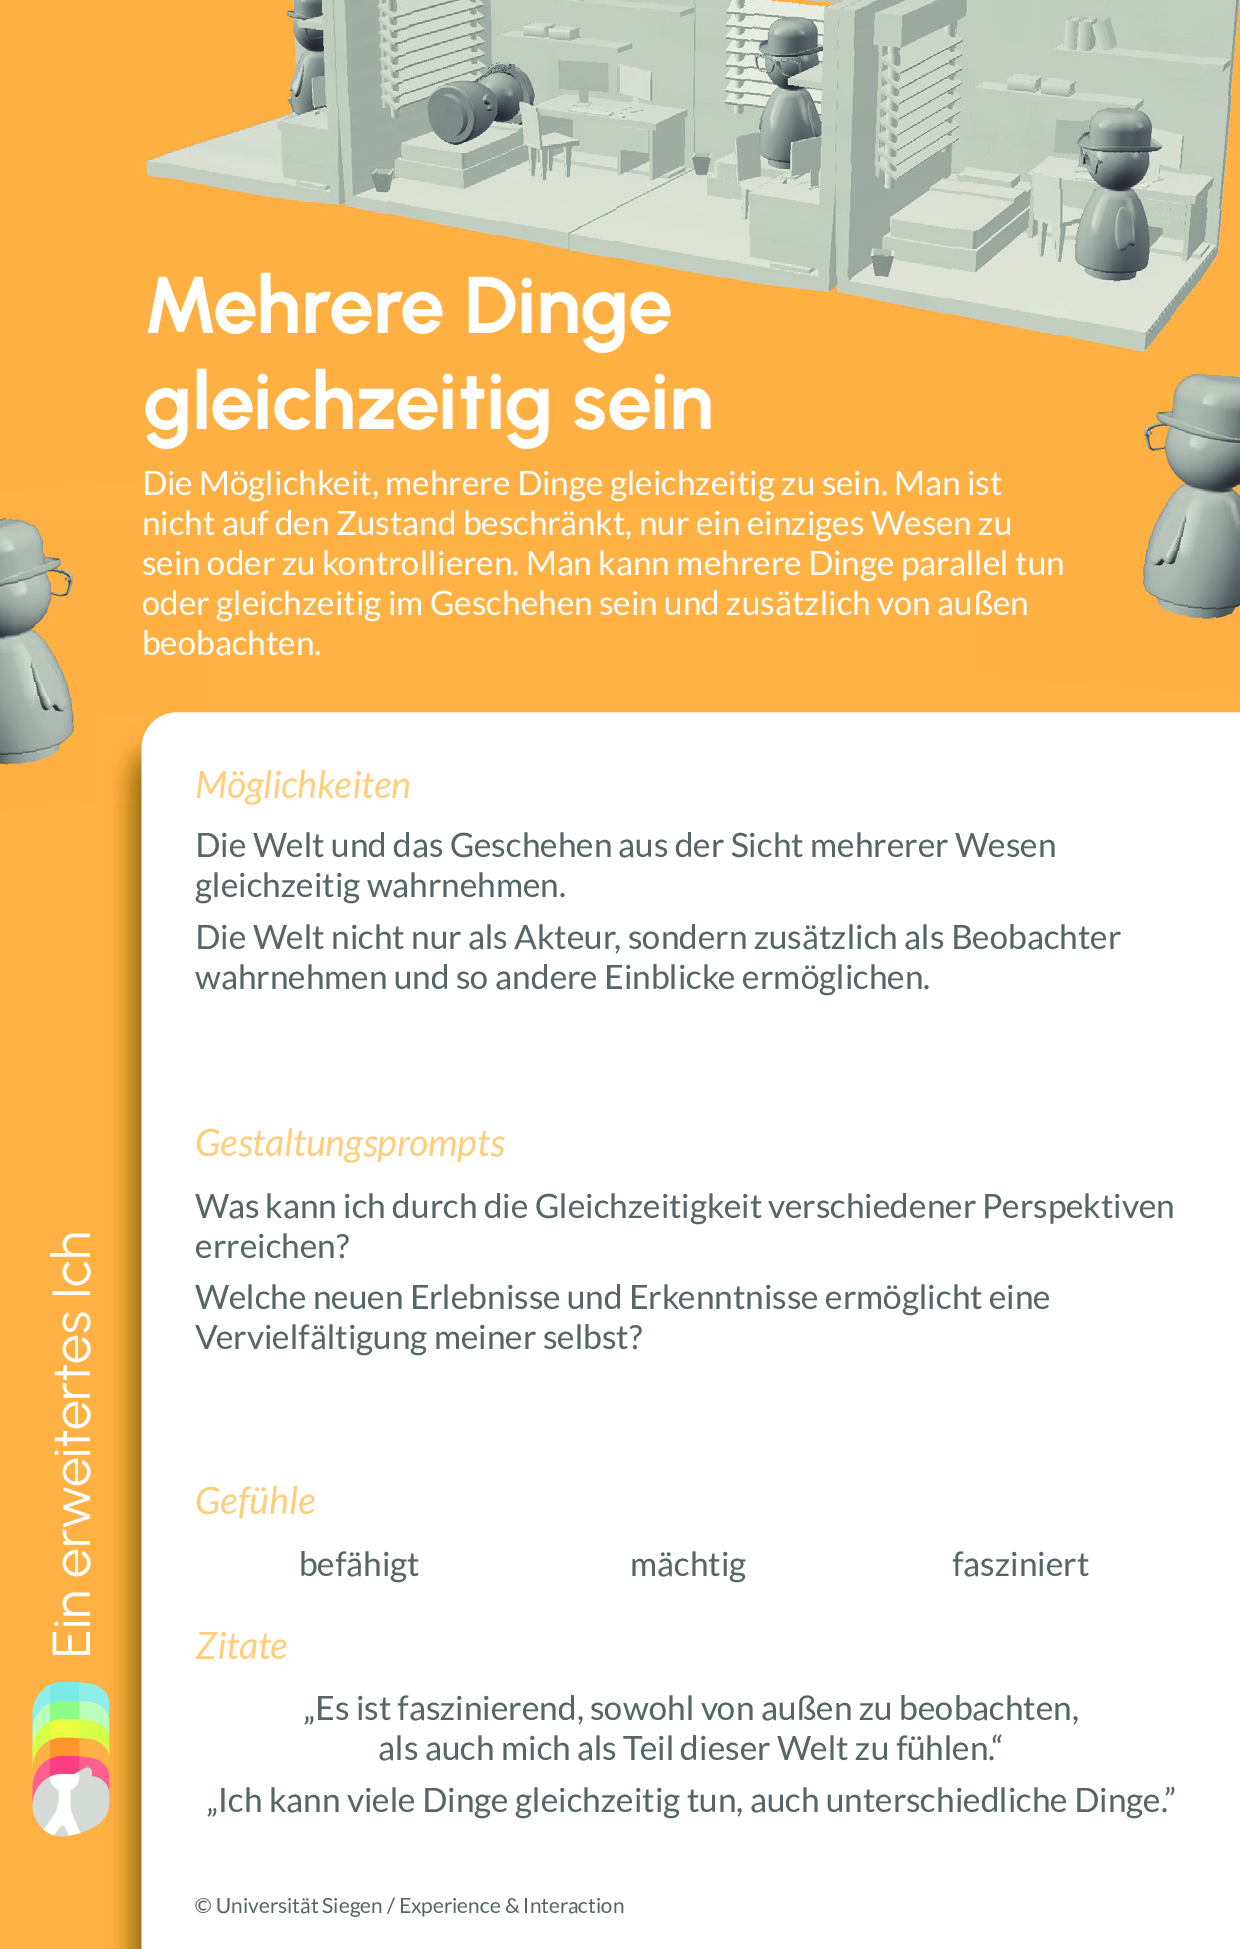 Mehrere Dinge
gleichzeitig sein
Die Möglichkeit, mehrere Dinge gleichzeitig zu sein. Man ist
nicht auf den Zustand beschränkt, nur ein einziges Wesen zu
sein oder zu kontrollieren. Man kann mehrere Dinge parallel tun
oder gleichzeitig im Geschehen sein und zusätzlich von außen
beobachten.
Möglichkeiten
Die Welt und das Geschehen aus der Sicht mehrerer Wesen
gleichzeitig wahrnehmen.
Die Welt nicht nur als Akteur, sondern zusätzlich als Beobachter
wahrnehmen und so andere Einblicke ermöglichen.
Gestaltungsprompts
Was kann ich durch die Gleichzeitigkeit verschiedener Perspektiven
erreichen?
Welche neuen Erlebnisse und Erkenntnisse ermöglicht eine
Vervielfältigung meiner selbst?
Gefühle
befähigt mächtig fasziniert
Zitate
„Es ist faszinierend, sowohl von außen zu beobachten,
als auch mich als Teil dieser Welt zu fühlen.“
„Ich kann viele Dinge gleichzeitig tun, auch unterschiedliche Dinge.”
© Universität Siegen / Experience & Interaction
Ein erweitertes Ich